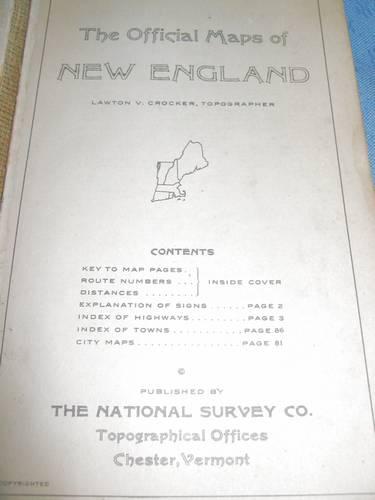 The Official Maps of
NEW ENGLAND
LAWTON V. CROCKER, TOPOGRAPHER
CONTENTS
KEY TO MAP PAGES.
ROUTE NUMBERS ... INSIDE COVER
DISTANCES ........
EXPLANATION OF SIGNS ...... PAGE 2
INDEX OF HIGHWAYS ......... PAGE 3
INDEX OF TOWNS ........... PAGE 86
CITY MAPS ................ PAGE 81
©
PUBLISHED BY
THE NATIONAL SURVEY CO.
Topographical Offices
Chester, Vermont
COPYRIGHTED